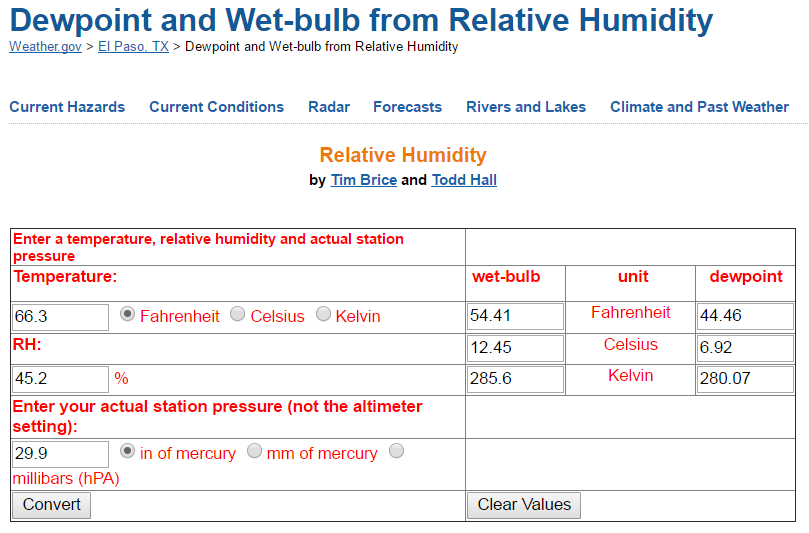 Dewpoint and Wet-bulb from Relative Humidity
Weather.gov > El Paso, TX > Dewpoint and Wet-bulb from Relative Humidity
Current Hazards Current Conditions Radar Forecasts Rivers and Lakes Climate and Past Weather
Relative Humidity
by Tim Brice and Todd Hall
Enter a temperature, relative humidity and actual station
pressure
Temperature: wet-bulb unit dewpoint
66.3 Fahrenheit Celsius Kelvin 54.41 Fahrenheit 44.46
RH: 12.45 Celsius 6.92
45.2 % 285.6 Kelvin 280.07
Enter your actual station pressure (not the altimeter
setting):
29.9 in of mercury mm of mercury
millibars (hPA)
Convert Clear Values